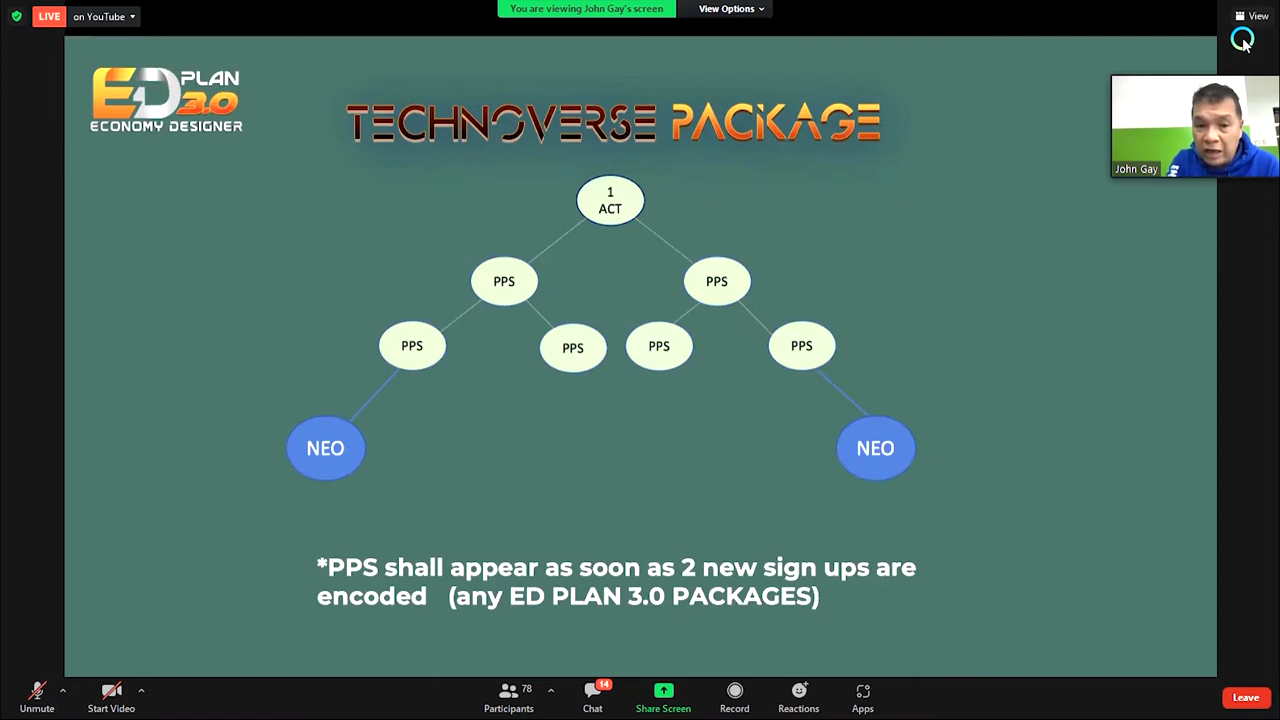 LIVE on YouTube
You are viewing John Gay's screen
View Options
View
ED PLAN 3.0
ECONOMY DESIGNER
TECHNOVERSE PACKAGE
John Gay
1
ACT
PPS
PPS
PPS
PPS
PPS
PPS
NEO
NEO
*PPS shall appear as soon as 2 new sign ups are
encoded (any ED PLAN 3.0 PACKAGES)
Unmute
Start Video
78
Participants
14
Chat
Share Screen
Record
Reactions
Apps
Leave